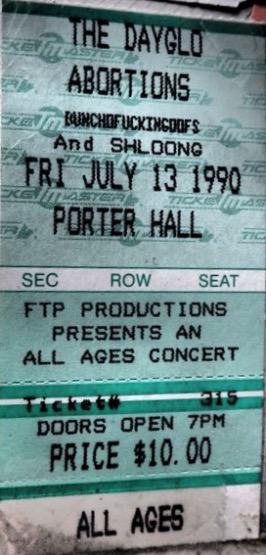 THE DAYGLO
ABORTIONS
BUNCHOFUCKINGOOFS
And SHLOONG
FRI JULY 13 1990
PORTER HALL
SEC ROW SEAT
FTP PRODUCTIONS
PRESENTS AN
ALL AGES CONCERT
Ticket# 315
DOORS OPEN 7PM
PRICE $10.00
ALL AGES